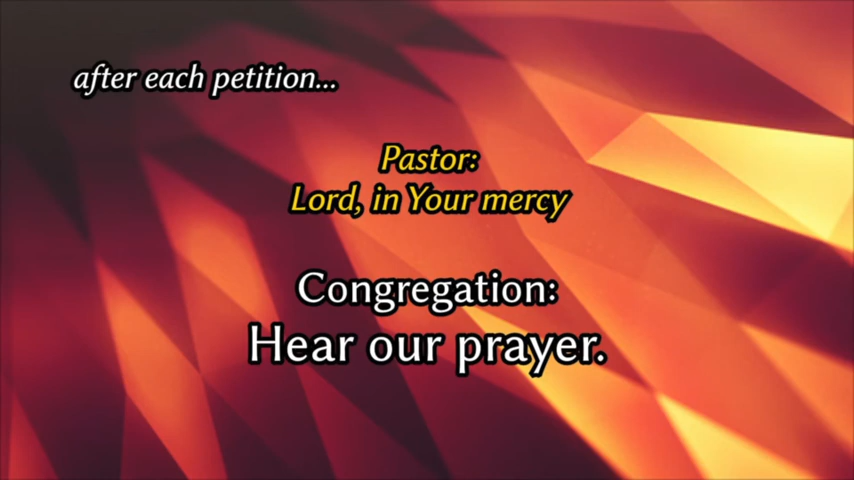 after each petition...
Pastor:
Lord, in Your mercy
Congregation:
Hear our prayer.